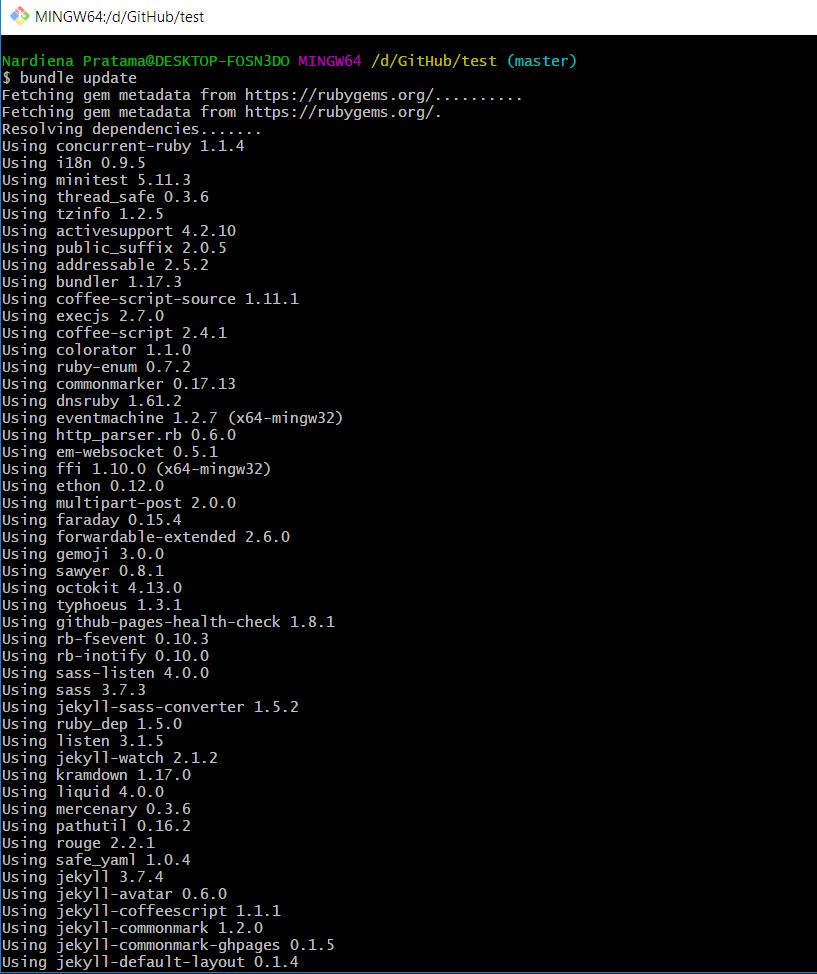 MINGW64:/d/GitHub/test
Nardiena Pratama@DESKTOP-FOSN3DO MINGW64 /d/GitHub/test (master)
$ bundle update
Fetching gem metadata from https://rubygems.org/..........
Fetching gem metadata from https://rubygems.org/.
Resolving dependencies.......
Using concurrent-ruby 1.1.4
Using i18n 0.9.5
Using minitest 5.11.3
Using thread_safe 0.3.6
Using tzinfo 1.2.5
Using activesupport 4.2.10
Using public_suffix 2.0.5
Using addressable 2.5.2
Using bundler 1.17.3
Using coffee-script-source 1.11.1
Using execjs 2.7.0
Using coffee-script 2.4.1
Using colorator 1.1.0
Using ruby-enum 0.7.2
Using commonmarker 0.17.13
Using dnsruby 1.61.2
Using eventmachine 1.2.7 (x64-mingw32)
Using http_parser.rb 0.6.0
Using em-websocket 0.5.1
Using ffi 1.10.0 (x64-mingw32)
Using ethon 0.12.0
Using multipart-post 2.0.0
Using faraday 0.15.4
Using forwardable-extended 2.6.0
Using gemoji 3.0.0
Using sawyer 0.8.1
Using octokit 4.13.0
Using typhoeus 1.3.1
Using github-pages-health-check 1.8.1
Using rb-fsevent 0.10.3
Using rb-inotify 0.10.0
Using sass-listen 4.0.0
Using sass 3.7.3
Using jekyll-sass-converter 1.5.2
Using ruby_dep 1.5.0
Using listen 3.1.5
Using jekyll-watch 2.1.2
Using kramdown 1.17.0
Using liquid 4.0.0
Using mercenary 0.3.6
Using pathutil 0.16.2
Using rouge 2.2.1
Using safe_yaml 1.0.4
Using jekyll 3.7.4
Using jekyll-avatar 0.6.0
Using jekyll-coffeescript 1.1.1
Using jekyll-commonmark 1.2.0
Using jekyll-commonmark-ghpages 0.1.5
Using jekyll-default-layout 0.1.4